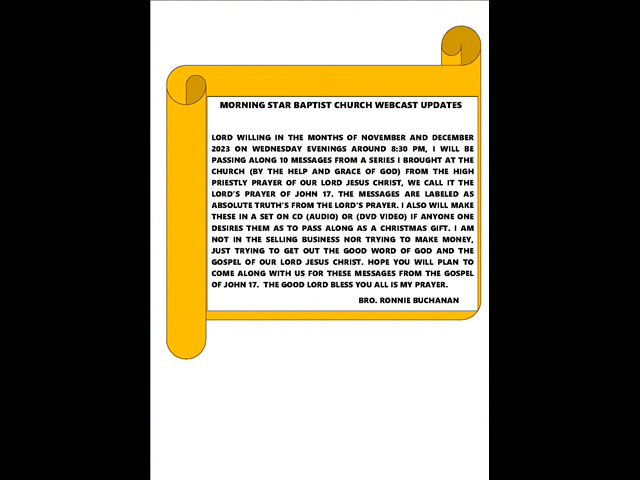 MORNING STAR BAPTIST CHURCH WEBCAST UPDATES
LORD WILLING IN THE MONTHS OF NOVEMBER AND DECEMBER
2023 ON WEDNESDAY EVENINGS AROUND 8:30 PM, I WILL BE
PASSING ALONG 10 MESSAGES FROM A SERIES I BROUGHT AT THE
CHURCH (BY THE HELP AND GRACE OF GOD) FROM THE HIGH
PRIESTLY PRAYER OF OUR LORD JESUS CHRIST, WE CALL IT THE
LORD'S PRAYER OF JOHN 17. THE MESSAGES ARE LABELED AS
ABSOLUTE TRUTH'S FROM THE LORD'S PRAYER. I ALSO WILL MAKE
THESE IN A SET ON CD (AUDIO) OR (DVD VIDEO) IF ANYONE ONE
DESIRES THEM AS TO PASS ALONG AS A CHRISTMAS GIFT. I AM
NOT IN THE SELLING BUSINESS NOR TRYING TO MAKE MONEY,
JUST TRYING TO GET OUT THE GOOD WORD OF GOD AND THE
GOSPEL OF OUR LORD JESUS CHRIST. HOPE YOU WILL PLAN TO
COME ALONG WITH US FOR THESE MESSAGES FROM THE GOSPEL
OF JOHN 17. THE GOOD LORD BLESS YOU ALL IS MY PRAYER.
BRO. RONNIE BUCHANAN